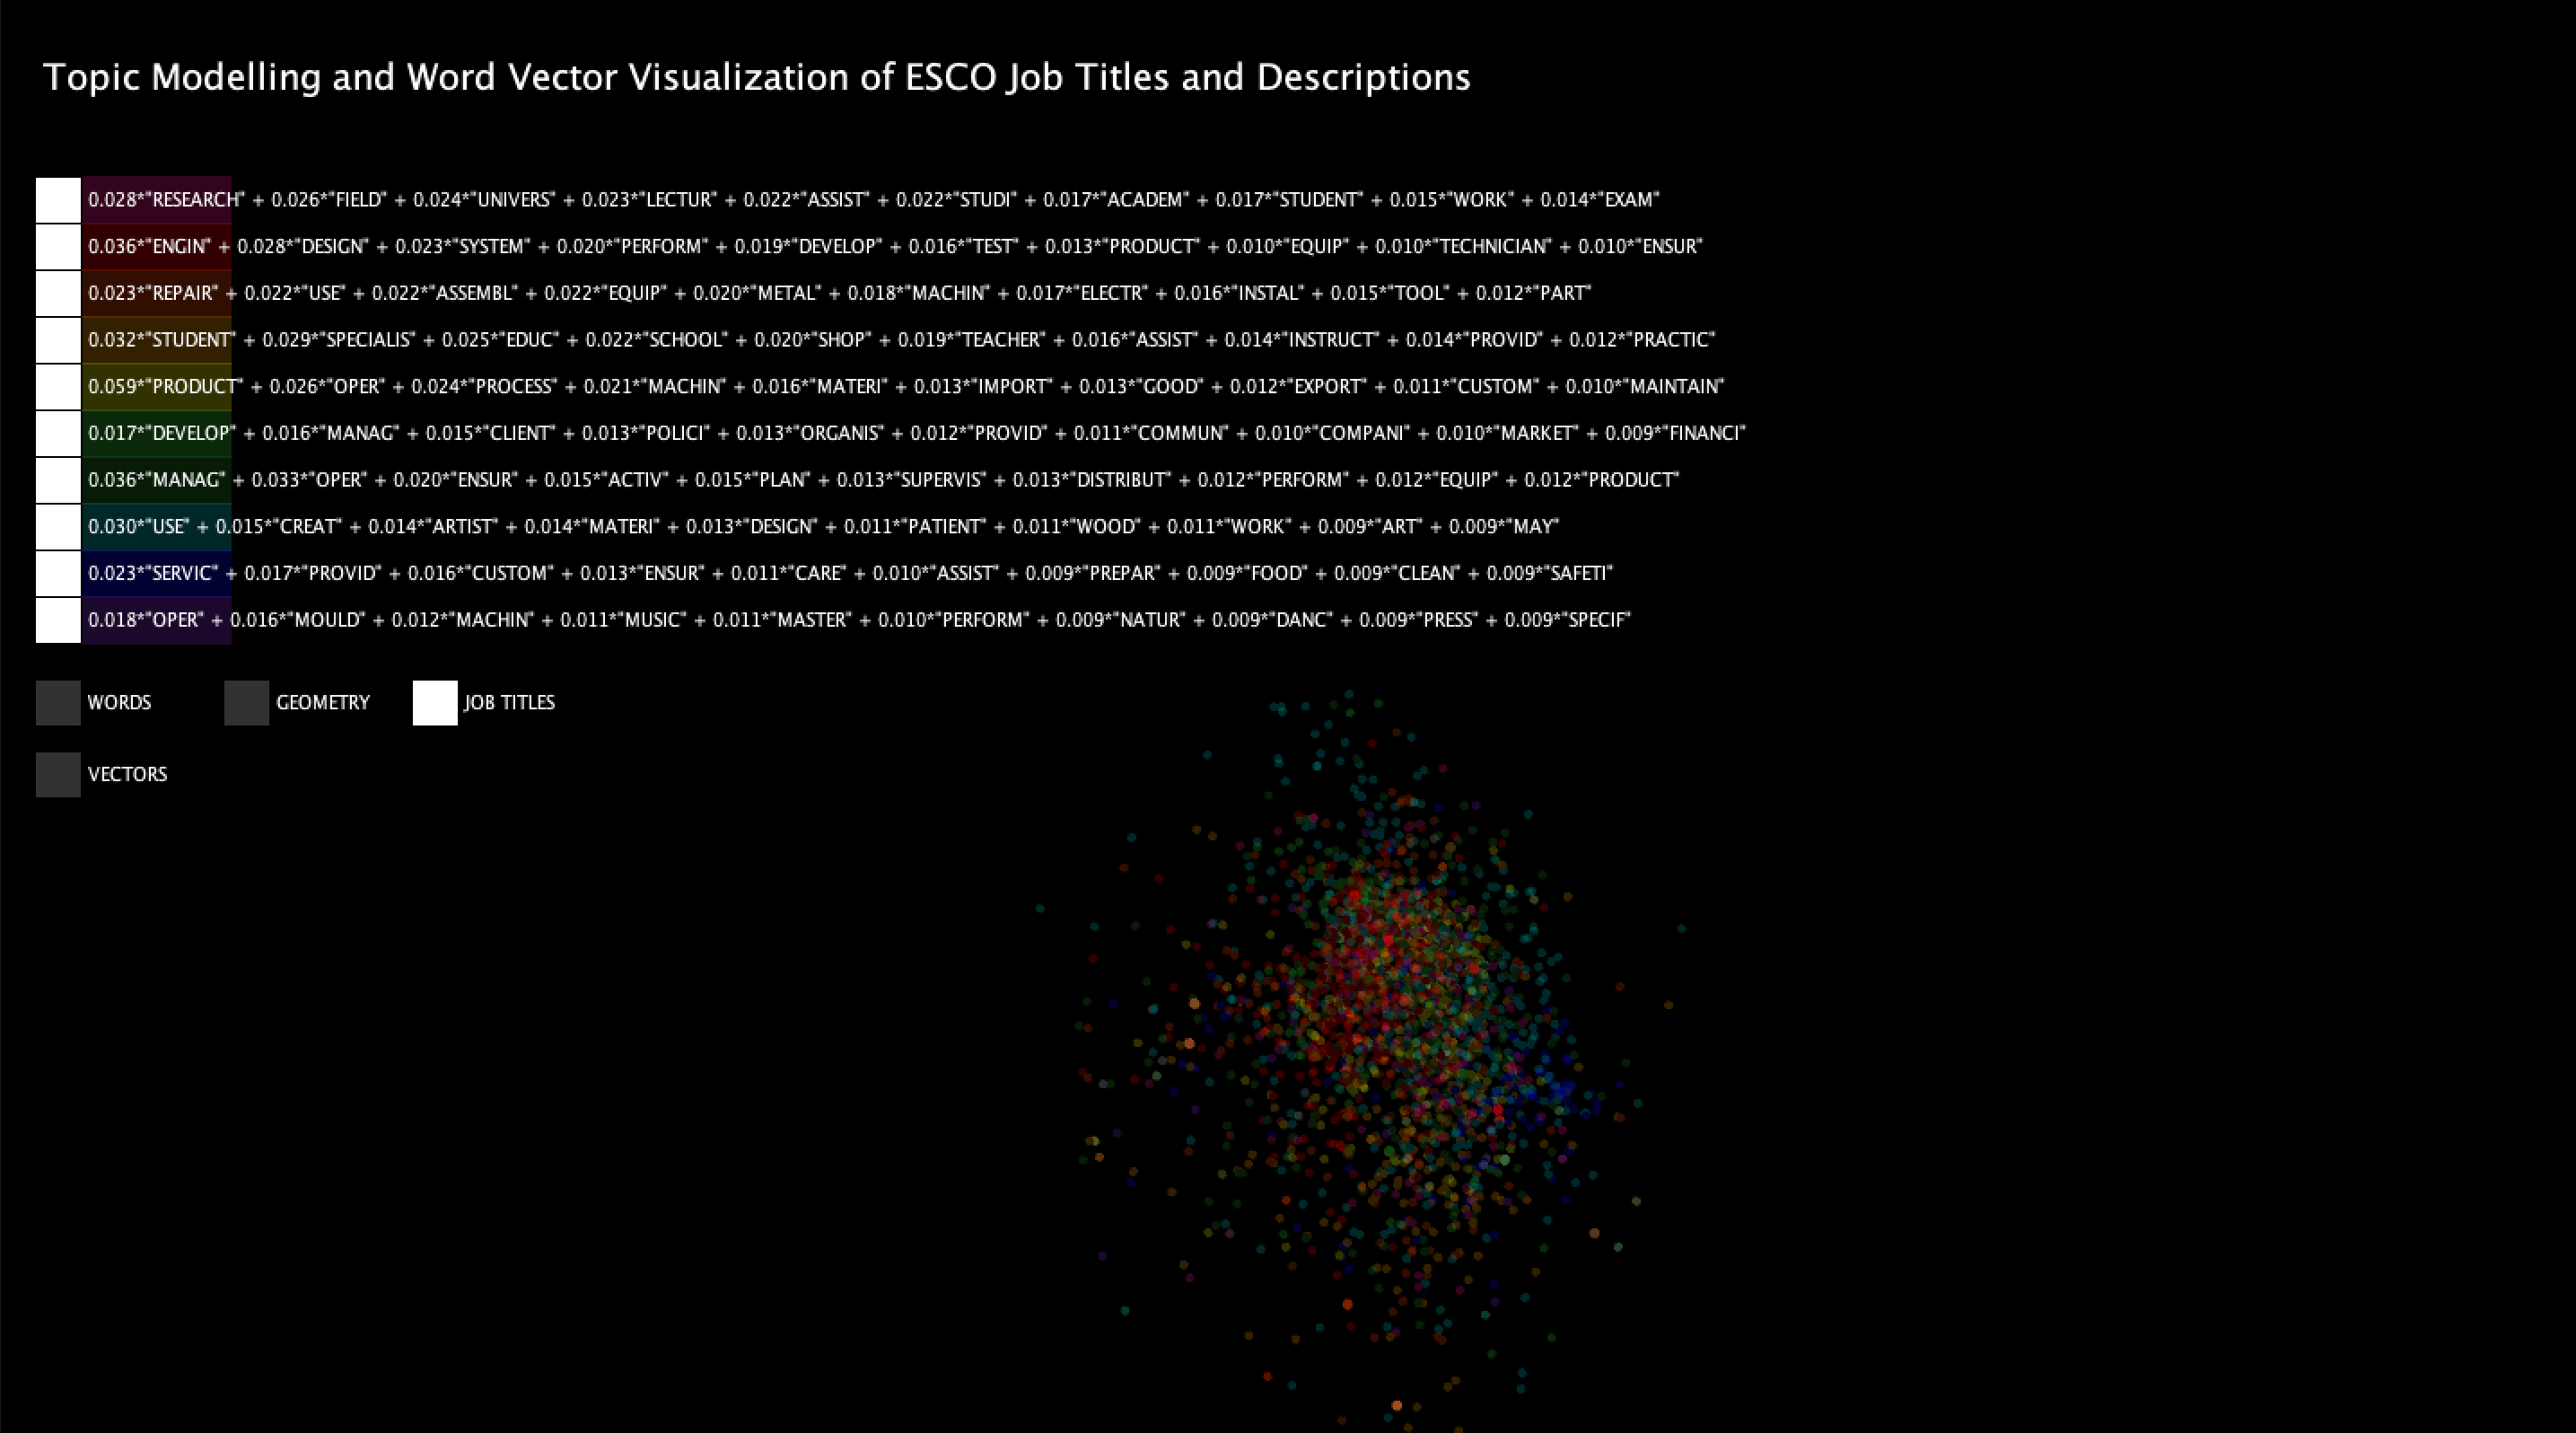 Topic Modelling and Word Vector Visualization of ESCO Job Titles and Descriptions
0.028*"RESEARCH" + 0.026*"FIELD" + 0.024*"UNIVERS" + 0.023*"LECTUR" + 0.022*"ASSIST" + 0.022*"STUDI" + 0.017*"ACADEM" + 0.017*"STUDENT" + 0.015*"WORK" + 0.014*"EXAM"
0.036*"ENGIN" + 0.028*"DESIGN" + 0.023*"SYSTEM" + 0.020*"PERFORM" + 0.019*"DEVELOP" + 0.016*"TEST" + 0.013*"PRODUCT" + 0.010*"EQUIP" + 0.010*"TECHNICIAN" + 0.010*"ENSUR"
0.023*"REPAIR" + 0.022*"USE" + 0.022*"ASSEMBL" + 0.022*"EQUIP" + 0.020*"METAL" + 0.018*"MACHIN" + 0.017*"ELECTR" + 0.016*"INSTAL" + 0.015*"TOOL" + 0.012*"PART"
0.032*"STUDENT" + 0.029*"SPECIALIS" + 0.025*"EDUC" + 0.022*"SCHOOL" + 0.020*"SHOP" + 0.019*"TEACHER" + 0.016*"ASSIST" + 0.014*"INSTRUCT" + 0.014*"PROVID" + 0.012*"PRACTIC"
0.059*"PRODUCT" + 0.026*"OPER" + 0.024*"PROCESS" + 0.021*"MACHIN" + 0.016*"MATERI" + 0.013*"IMPORT" + 0.013*"GOOD" + 0.012*"EXPORT" + 0.011*"CUSTOM" + 0.010*"MAINTAIN"
0.017*"DEVELOP" + 0.016*"MANAG" + 0.015*"CLIENT" + 0.013*"POLICI" + 0.013*"ORGANIS" + 0.012*"PROVID" + 0.011*"COMMUN" + 0.010*"COMPANI" + 0.010*"MARKET" + 0.009*"FINANCI"
0.036*"MANAG" + 0.033*"OPER" + 0.020*"ENSUR" + 0.015*"ACTIV" + 0.015*"PLAN" + 0.013*"SUPERVIS" + 0.013*"DISTRIBUT" + 0.012*"PERFORM" + 0.012*"EQUIP" + 0.012*"PRODUCT"
0.030*"USE" + 0.015*"CREAT" + 0.014*"ARTIST" + 0.014*"MATERI" + 0.013*"DESIGN" + 0.011*"PATIENT" + 0.011*"WOOD" + 0.011*"WORK" + 0.009*"ART" + 0.009*"MAY"
0.023*"SERVIC" + 0.017*"PROVID" + 0.016*"CUSTOM" + 0.013*"ENSUR" + 0.011*"CARE" + 0.010*"ASSIST" + 0.009*"PREPAR" + 0.009*"FOOD" + 0.009*"CLEAN" + 0.009*"SAFETI"
0.018*"OPER" + 0.016*"MOULD" + 0.012*"MACHIN" + 0.011*"MUSIC" + 0.011*"MASTER" + 0.010*"PERFORM" + 0.009*"NATUR" + 0.009*"DANC" + 0.009*"PRESS" + 0.009*"SPECIF"
WORDS GEOMETRY JOB TITLES
VECTORS